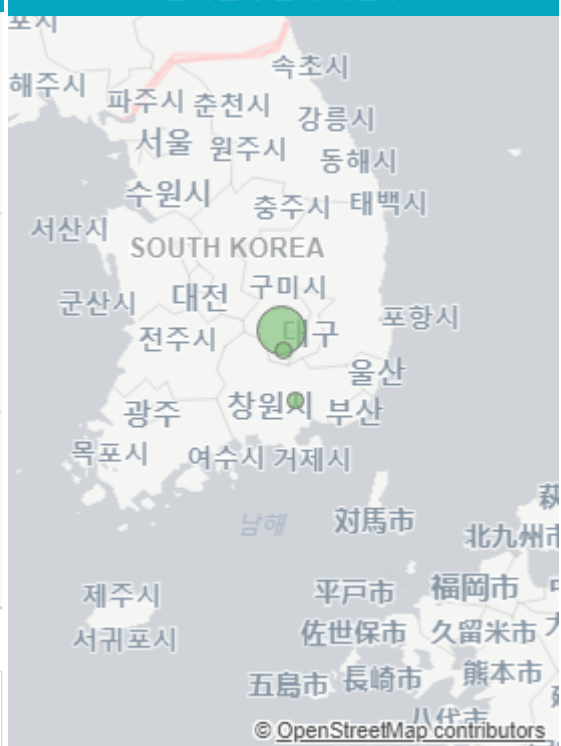 속초시
해주시
파주시 춘천시
강릉시
서울 원주시
동해시
수원시
충주시 태백시
서산시
SOUTH KOREA
구미시
군산시 대전
포항시
전주시 대구
울산
광주 창원시 부산
목포시 여수시 거제시
남해
対馬市
北九州市
제주시 平戸市 福岡市
서귀포시 佐世保市 久留米市
五島市 長崎市 熊本市
八代市
© OpenStreetMap contributors